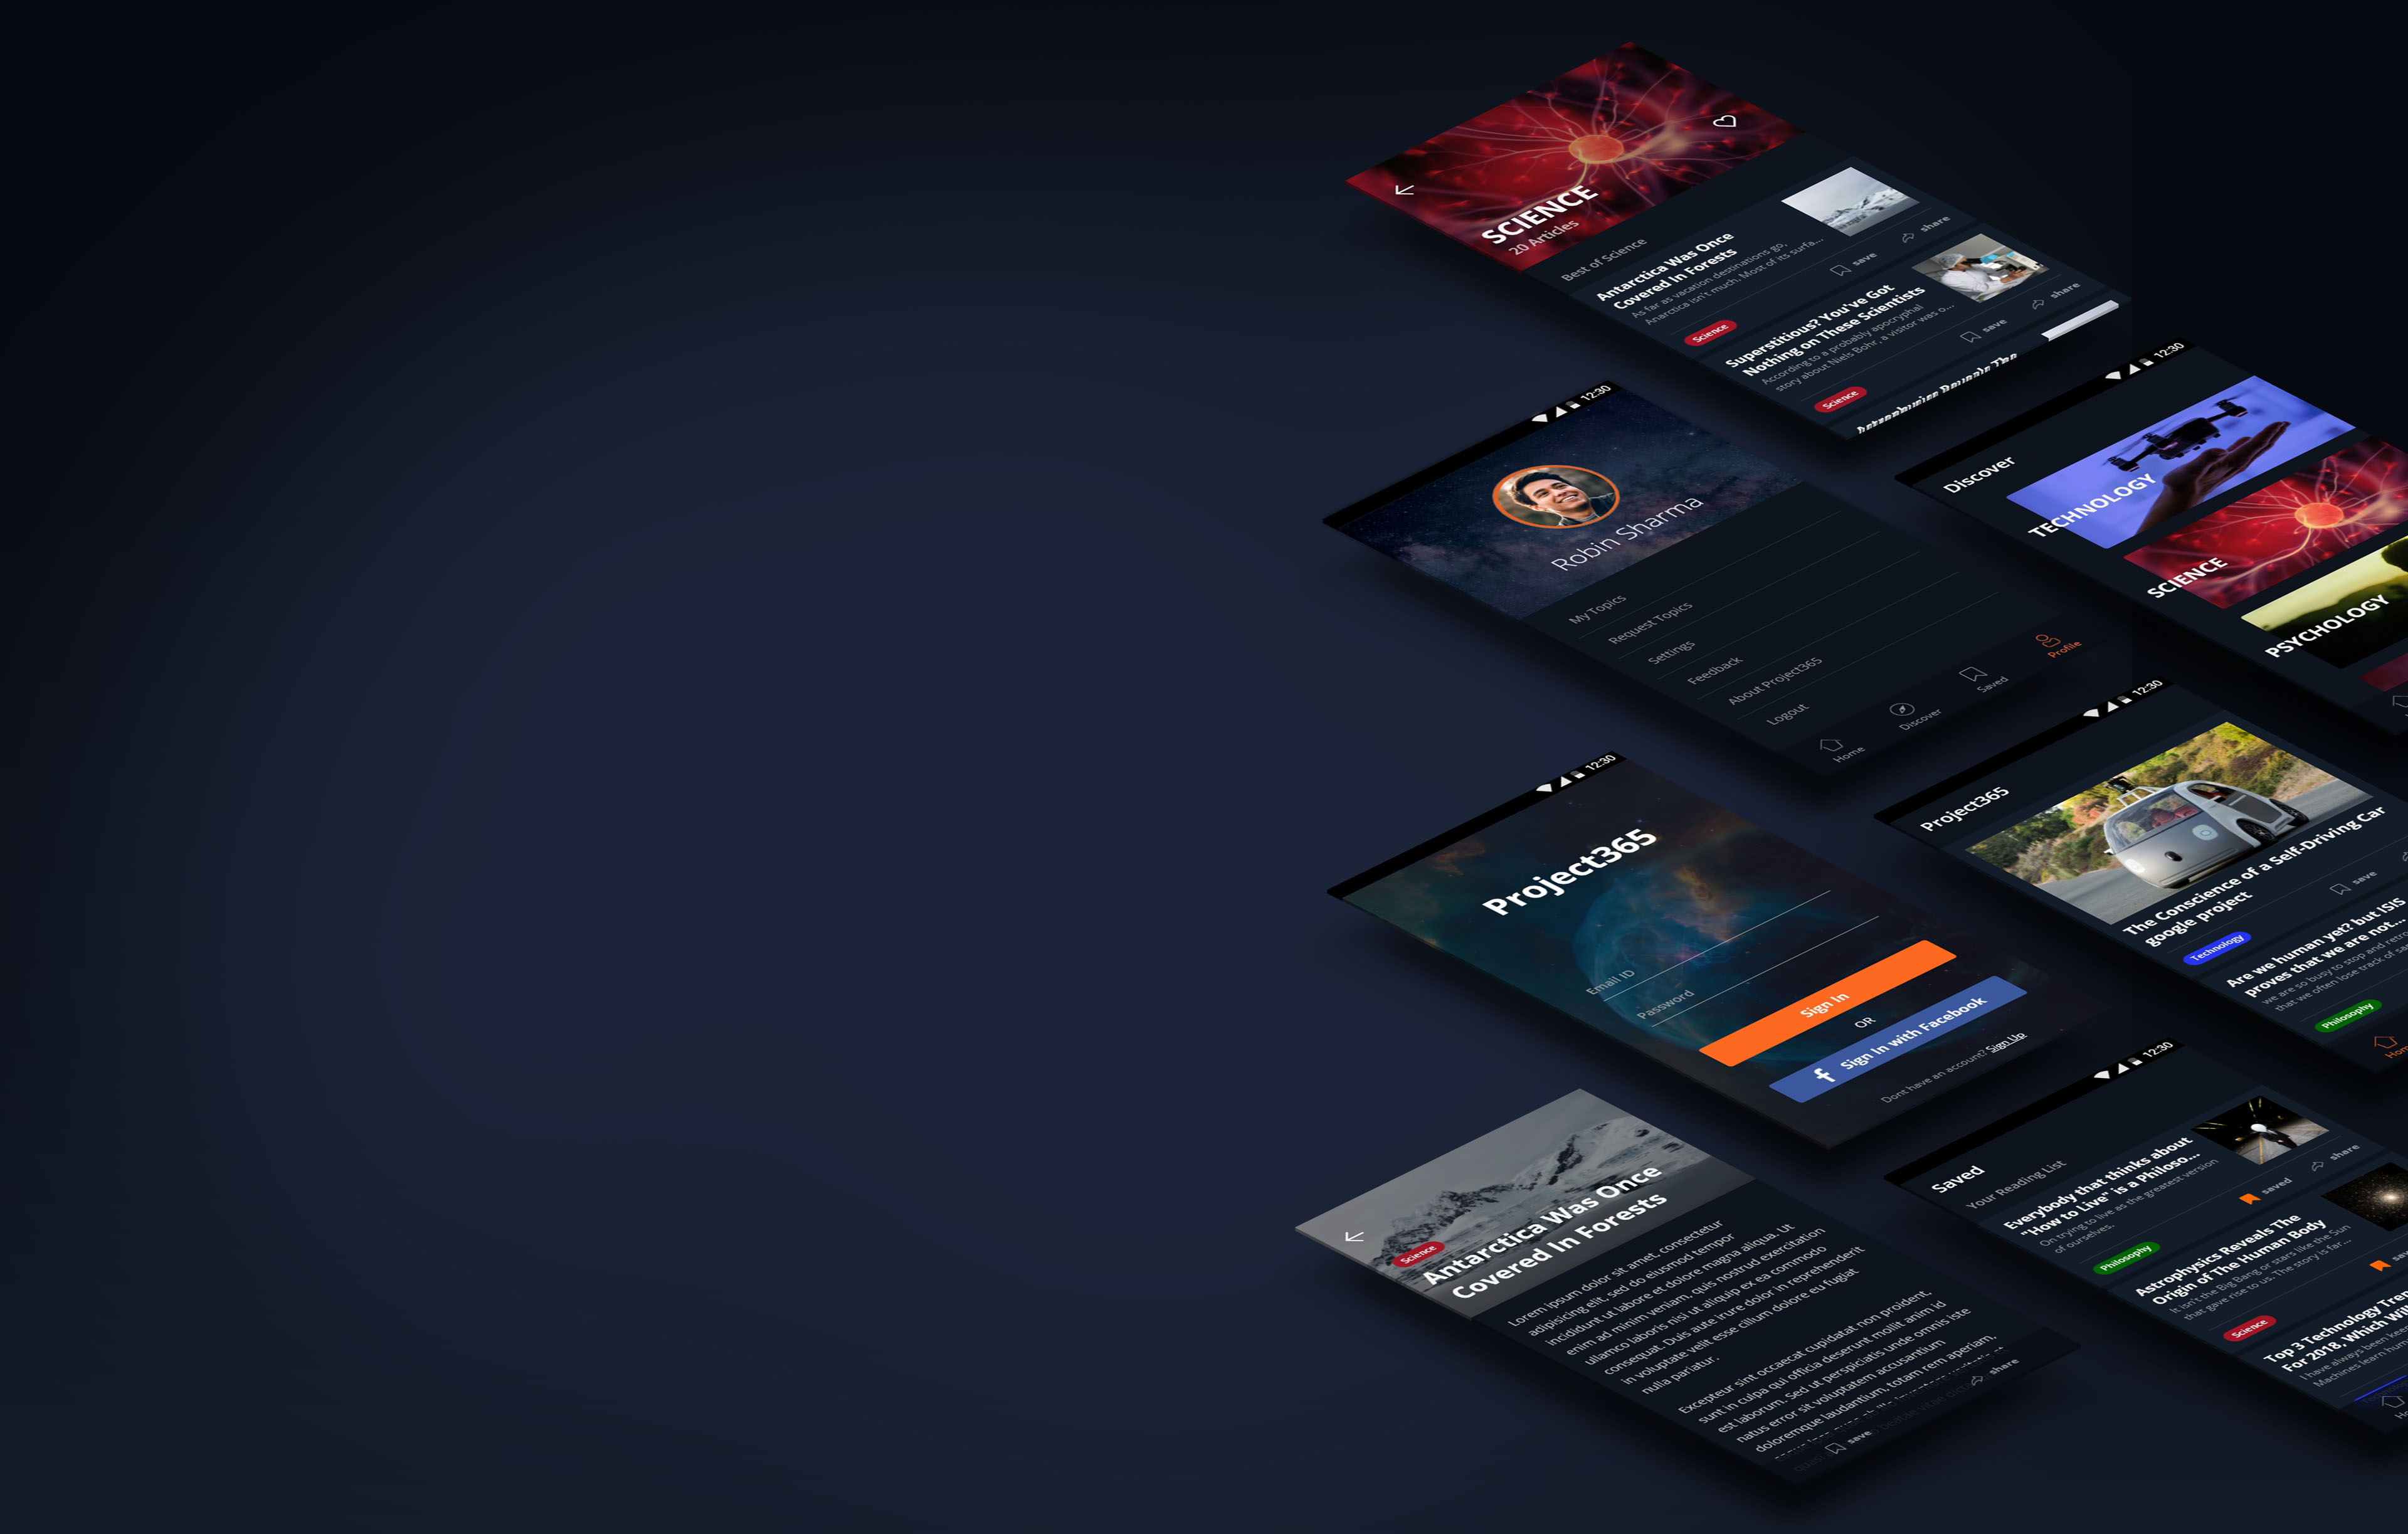 SCIENCE
20 Articles
Best of Science
Antarctica Was Once
Covered In Forests
As far as vacation destinations go,
Anarctica isn't much. Most of its surfa...
Science
save
share
Superstitious? You've Got
Nothing on These Scientists
According to a probably apocryphal
story about Niels Bohr, a visitor was o...
Science
save
share
Astrophysics Reveals The
12:30
Robin Sharma
My Topics
Request Topics
Settings
Feedback
About Project365
Logout
Home
Discover
Saved
Profile
12:30
Discover
TECHNOLOGY
SCIENCE
PSYCHOLOGY
12:30
Project365
Email ID
Password
Sign In
OR
f Sign In with Facebook
Dont have an account? Sign Up
12:30
Project365
The Conscience of a Self-Driving Car
google project
Technology
save
Are we human yet? but ISIS
proves that we are not...
we are so busy to stop and
that we often lose track of
Philosophy
Antarctica Was Once
Covered In Forests
Science
Lorem ipsum dolor sit amet, consectetur
adipisicing elit, sed do eiusmod tempor
incididunt ut labore et dolore magna aliqua. Ut
enim ad minim veniam, quis nostrud exercitation
ullamco laboris nisi ut aliquip ex ea commodo
consequat. Duis aute irure dolor in reprehenderit
in voluptate velit esse cillum dolore eu fugiat
nulla pariatur.
Excepteur sint occaecat cupidatat non proident,
sunt in culpa qui officia deserunt mollit anim id
est laborum. Sed ut perspiciatis unde omnis iste
natus error sit voluptatem accusantium
doloremque laudantium, totam rem aperiam,
save
share
12:30
Saved
Your Reading List
Everybody that thinks about
"How to Live" is a Philoso...
On trying to live as the greatest version
of ourselves.
Philosophy
saved
share
Astrophysics Reveals The
Origin of The Human Body
It isn't the Big Bang or stars like the Sun
that gave rise to us. The story is far...
Science
Top 3 Technology
For 2018, Which
I have always been
Machines learn